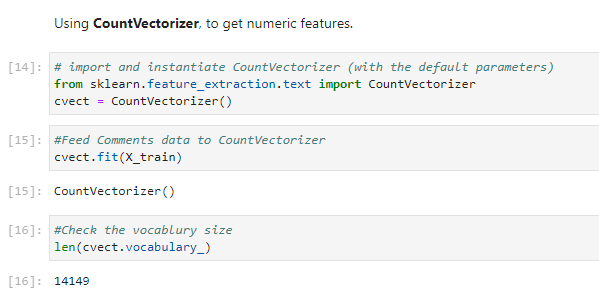 Using CountVectorizer, to get numeric features.
[14]: # import and instantiate CountVectorizer (with the default parameters)
from sklearn.feature_extraction.text import CountVectorizer
cvect = CountVectorizer()
[15]: #Feed Comments data to CountVectorizer
cvect.fit(X_train)
[15]: CountVectorizer()
[16]: #Check the vocablury size
len(cvect.vocabulary_)
[16]: 14149